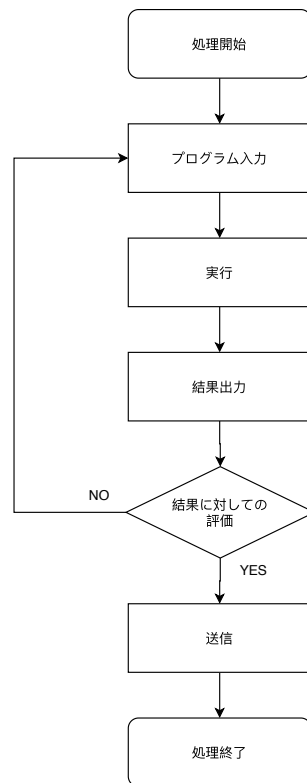 処理開始
プログラム入力
実行
結果出力
結果に対しての
評価
NO
YES
送信
処理終了